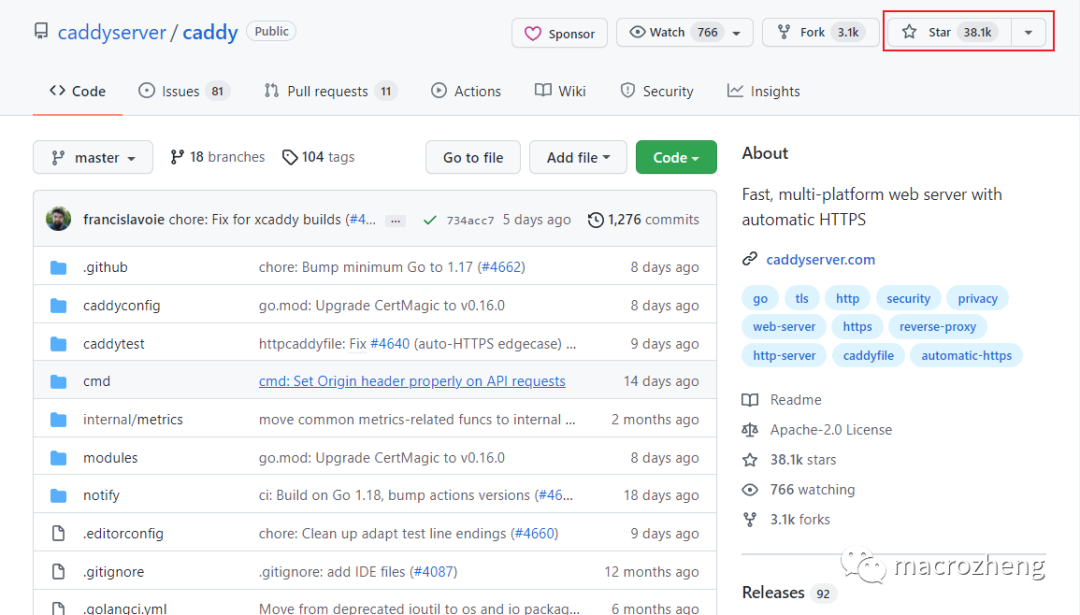 caddyserver / caddy Public Sponsor Watch 766 Fork 3.1k Star 38.1k
Code Issues 81 Pull requests 11 Actions Wiki Security Insights
master 18 branches 104 tags Go to file Add file Code
francislavoie chore: Fix for xcaddy builds (#4... ... 734acc7 5 days ago 1,276 commits
.github chore: Bump minimum Go to 1.17 (#4662) 8 days ago
caddyconfig go.mod: Upgrade CertMagic to v0.16.0 8 days ago
caddytest httpcaddyfile: Fix #4640 (auto-HTTPS edgecase) ... 9 days ago
cmd cmd: Set Origin header properly on API requests 14 days ago
internal/metrics move common metrics-related funcs to internal ... 2 months ago
modules go.mod: Upgrade CertMagic to v0.16.0 8 days ago
notify ci: Build on Go 1.18, bump actions versions (#46... 18 days ago
.editorconfig chore: Clean up adapt test line endings (#4660) 9 days ago
.gitignore .gitignore: add IDE files (#4087) 12 months ago
.golangci.yml Move from deprecated ioutil to os and io packag... 6 months ago
About
Fast, multi-platform web server with
automatic HTTPS
caddyserver.com
go tls http security privacy
web-server https reverse-proxy
http-server caddyfile automatic-https
Readme
Apache-2.0 License
38.1k stars
766 watching
3.1k forks
macrozheng
Releases 92